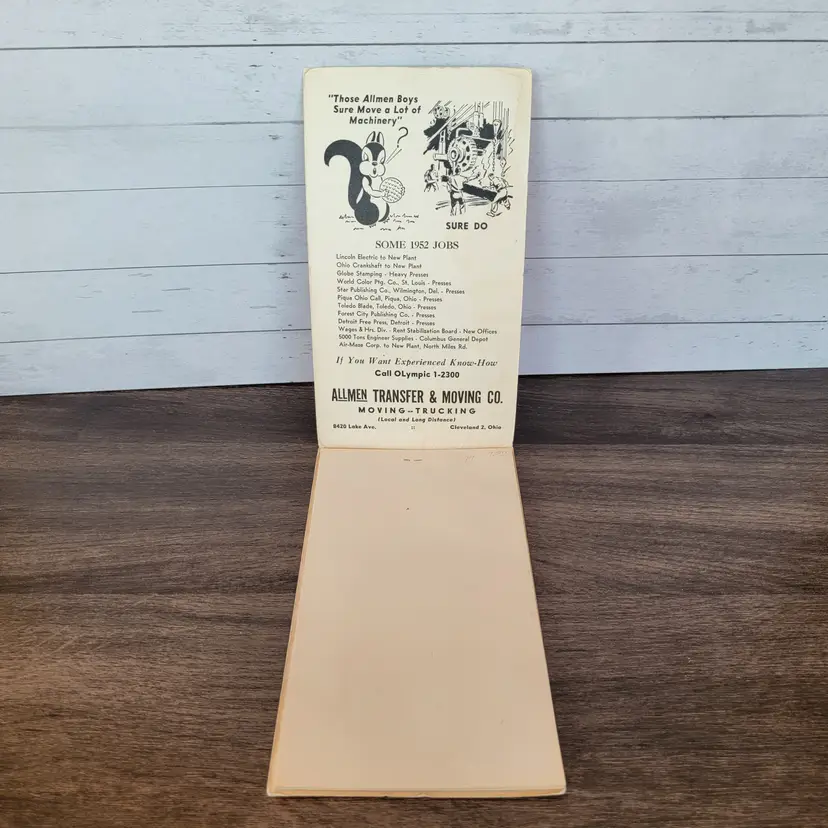 "Those Allmen Boys
Sure Move a Lot of
Machinery"
?
SURE DO
SOME 1952 JOBS
Lincoln Electric to New Plant
Ohio Crankshaft to New Plant
Globe Stamping - Heavy Presses
World Color Ptg. Co., St. Louis - Presses
Star Publishing Co., Wilmington, Del. - Presses
Piqua Ohio Call, Piqua, Ohio - Presses
Toledo Blade, Toledo, Ohio - Presses
Forest City Publishing Co. - Presses
Detroit Free Press, Detroit - Presses
Wages & Hrs. Div. - Rent Stabilization Board - New Offices
5000 Tons Engineer Supplies - Columbus General Depot
Air-Maze Corp. to New Plant, North Miles Rd.
If You Want Experienced Know-How
Call OLympic 1-2300
ALLMEN TRANSFER & MOVING CO.
MOVING--TRUCKING
(Local and Long Distance)
8420 Lake Ave. Cleveland 2, Ohio